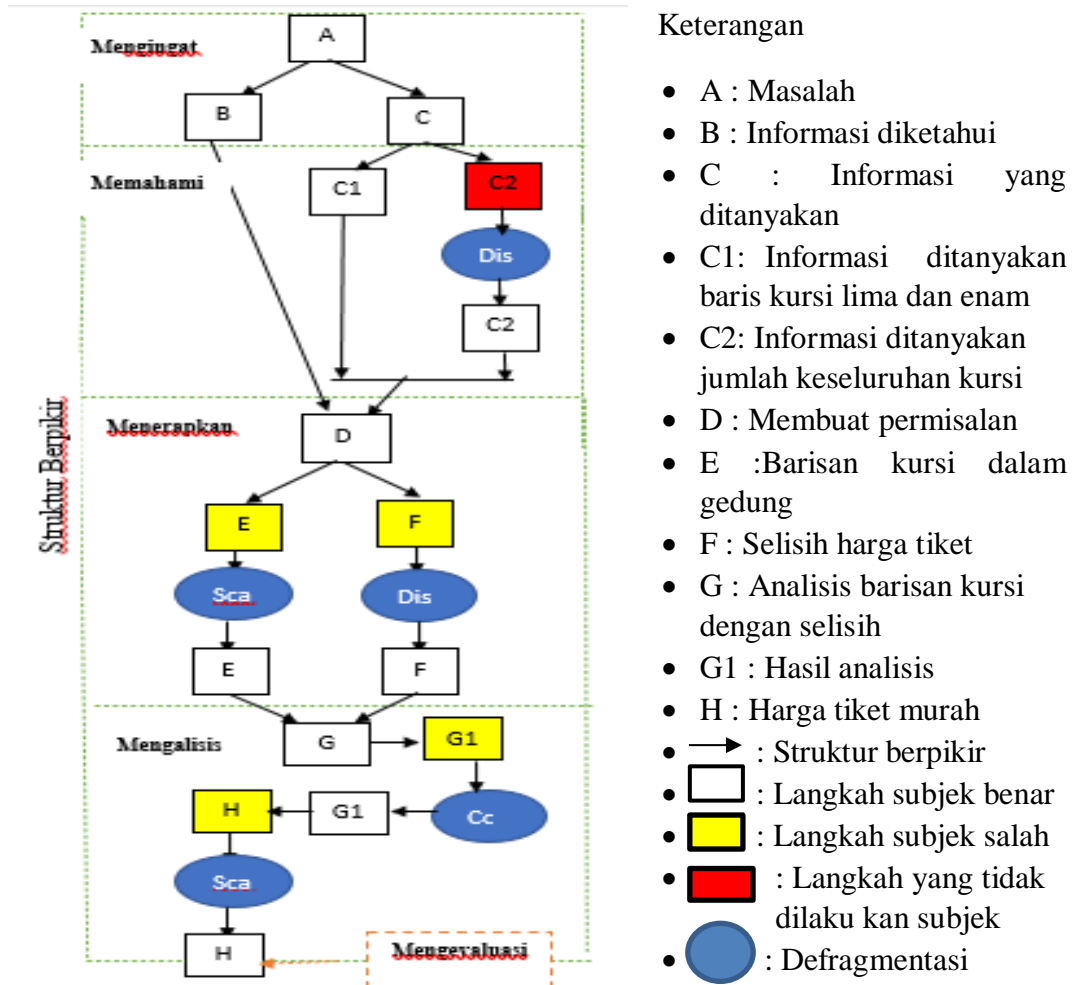 Mengingat
A
B
C
Memahami
C1
C2
Dis
C2
Struktur Berpikir
Menerapkan
D
E
F
Sca
Dis
E
F
Mengalisis
G
G1
H
G1
Cc
Sca
H
Mengevaluasi
Keterangan
• A : Masalah
• B : Informasi diketahui
• C : Informasi yang
ditanyakan
• C1: Informasi ditanyakan
baris kursi lima dan enam
• C2: Informasi ditanyakan
jumlah keseluruhan kursi
• D : Membuat permisalan
• E :Barisan kursi dalam
gedung
• F : Selisih harga tiket
• G : Analisis barisan kursi
dengan selisih
• G1 : Hasil analisis
• H : Harga tiket murah
• : Struktur berpikir
• : Langkah subjek benar
• : Langkah subjek salah
• : Langkah yang tidak
dilaku kan subjek
• : Defragmentasi